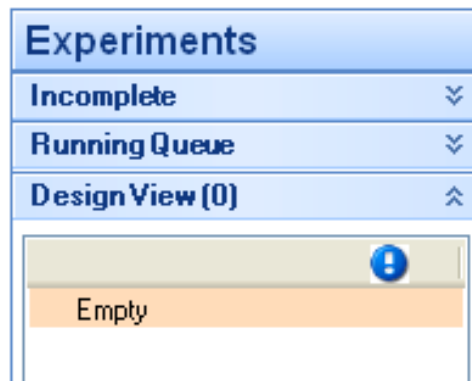 Experiments
Incomplete
Running Queue
Design View (0)
Empty